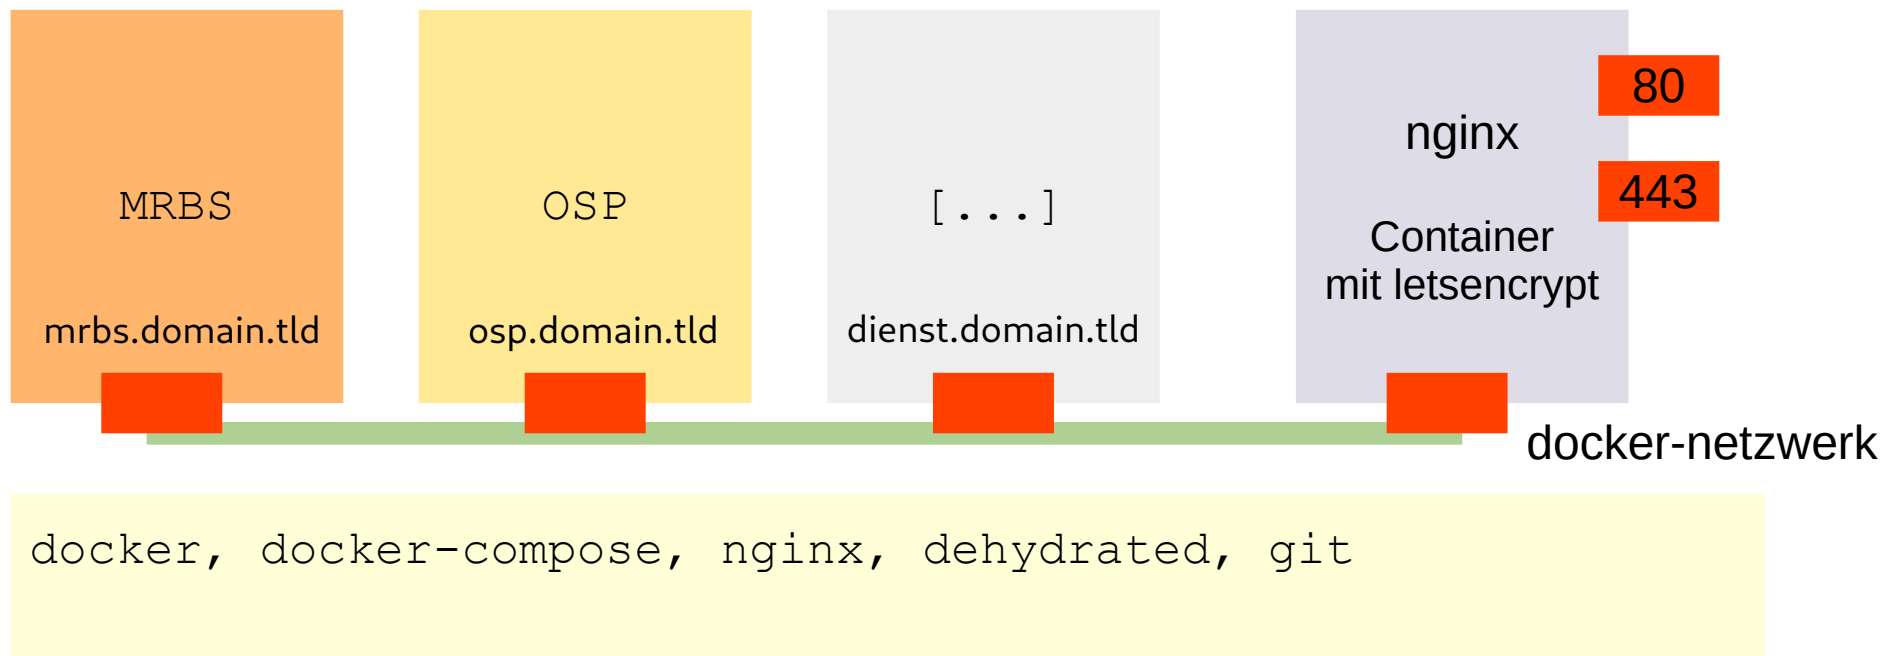 MRBS
mrbs.domain.tld
OSP
osp.domain.tld
[...]
dienst.domain.tld
nginx
Container
mit letsencrypt
80
443
docker-netzwerk
docker, docker-compose, nginx, dehydrated, git